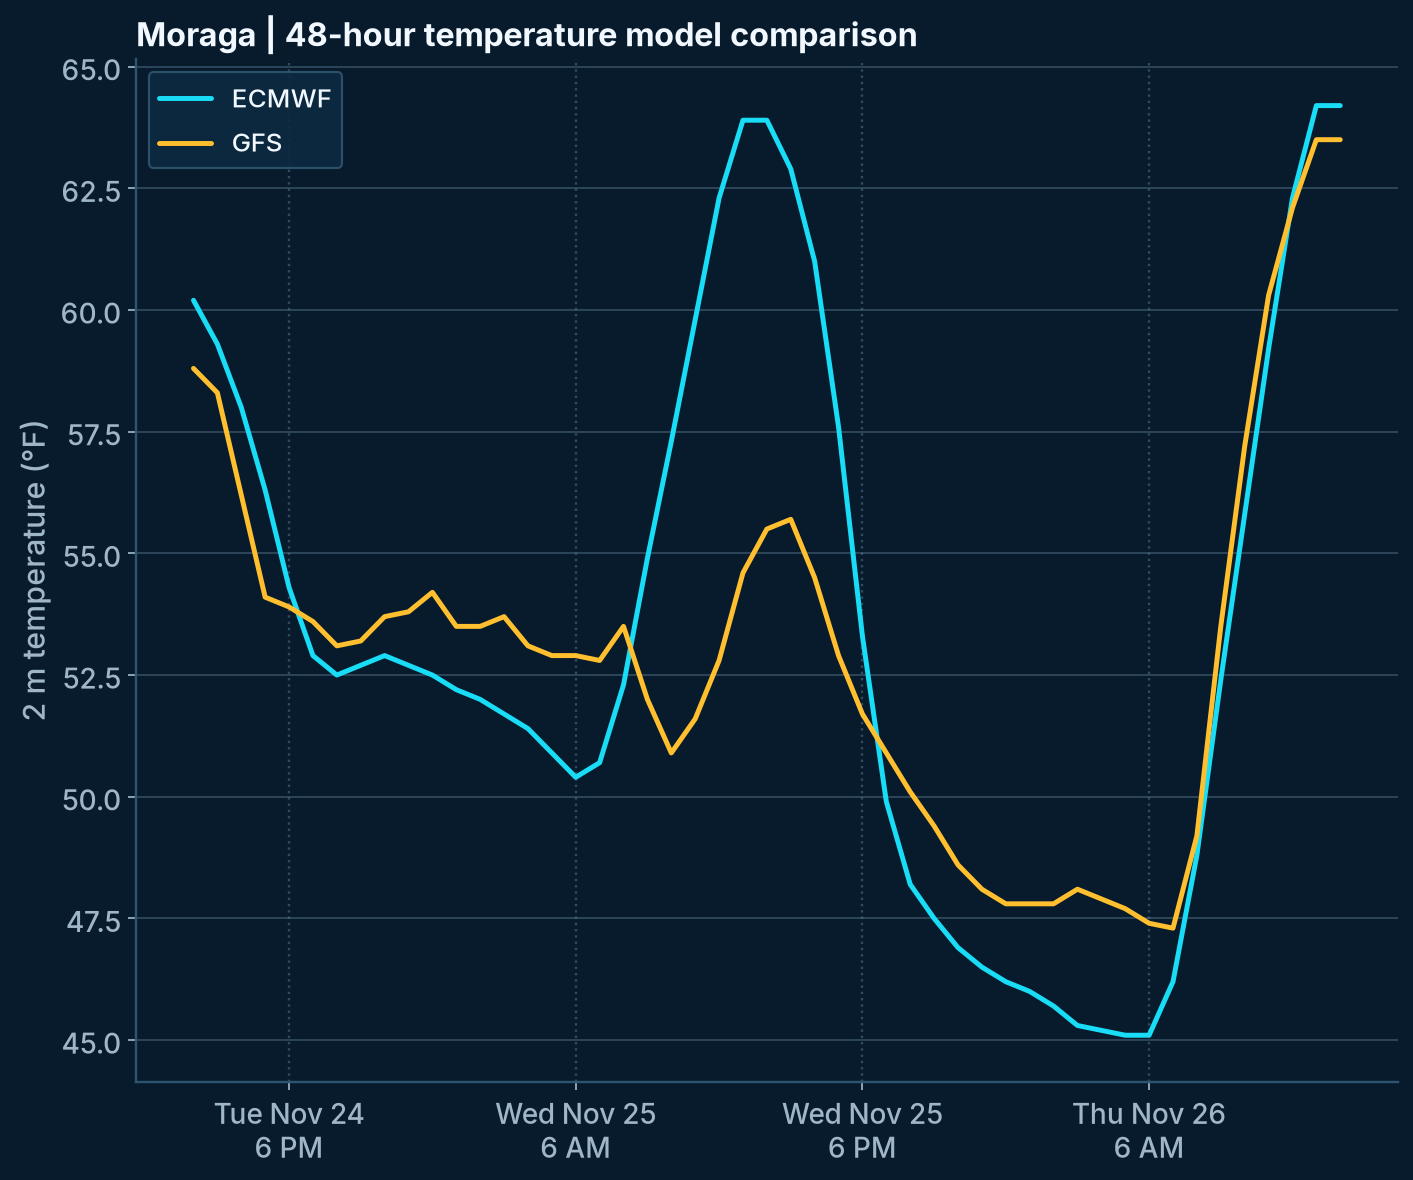 Moraga | 48-hour temperature model comparison
ECMWF
GFS
2 m temperature (°F)
65.0
62.5
60.0
57.5
55.0
52.5
50.0
47.5
45.0
Tue Nov 24
6 PM
Wed Nov 25
6 AM
Wed Nov 25
6 PM
Thu Nov 26
6 AM